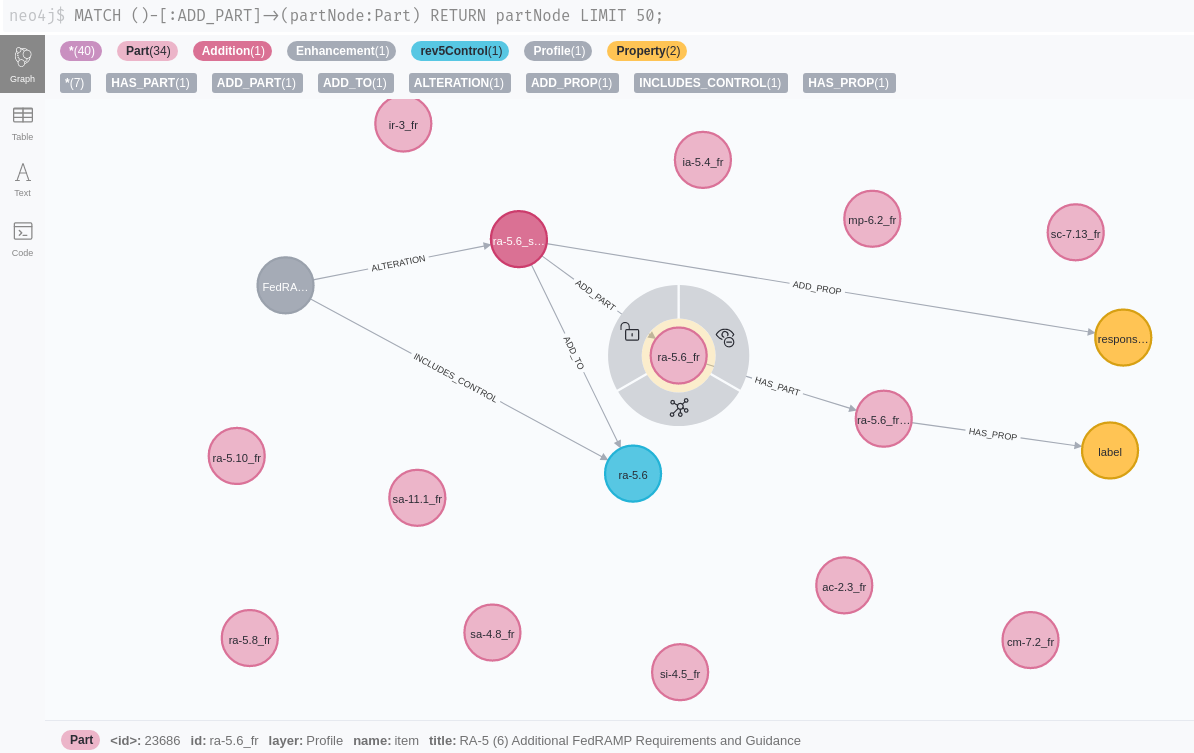 neo4j$ MATCH ()-[:ADD_PART]->(partNode:Part) RETURN partNode LIMIT 50;
*(40) Part(34) Addition(1) Enhancement(1) rev5Control(1) Profile(1) Property(2)
Graph
*(7) HAS_PART(1) ADD_PART(1) ADD_TO(1) ALTERATION(1) ADD_PROP(1) INCLUDES_CONTROL(1) HAS_PROP(1)
Table
Text
Code
ir-3_fr
ia-5.4_fr
mp-6.2_fr
sc-7.13_fr
ra-5.6_s...
ALTERATION
FedRA...
ADD_PART
ADD_PROP
respons...
ADD_TO
ra-5.6_fr
INCLUDES_CONTROL
HAS_PART
ra-5.6_fr...
HAS_PROP
label
ra-5.10_fr
ra-5.6
sa-11.1_fr
ac-2.3_fr
ra-5.8_fr
sa-4.8_fr
cm-7.2_fr
si-4.5_fr
Part <id>: 23686 id: ra-5.6_fr layer: Profile name: item title: RA-5 (6) Additional FedRAMP Requirements and Guidance